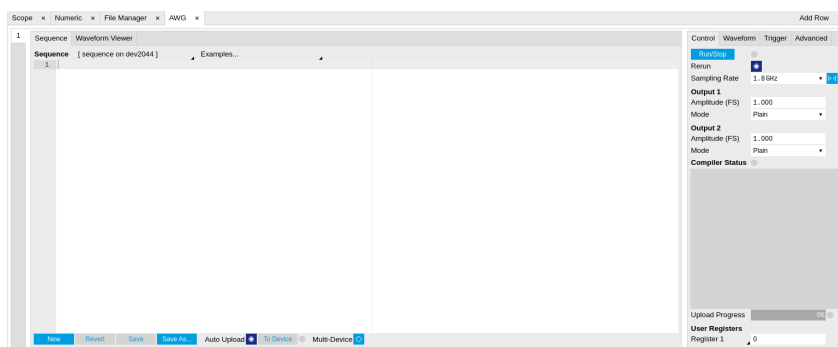 Scope × Numeric × File Manager × AWG × Add Row
1 Sequence Waveform Viewer
Sequence [ sequence on dev2044 ] Examples...
1
New Revert Save Save As... Auto Upload To Device Multi-Device
Control Waveform Trigger Advanced
Run/Stop
Rerun
Sampling Rate 1.8GHz
Output 1
Amplitude (FS) 1.000
Mode Plain
Output 2
Amplitude (FS) 1.000
Mode Plain
Compiler Status
Upload Progress 0%
User Registers
Register 1 0